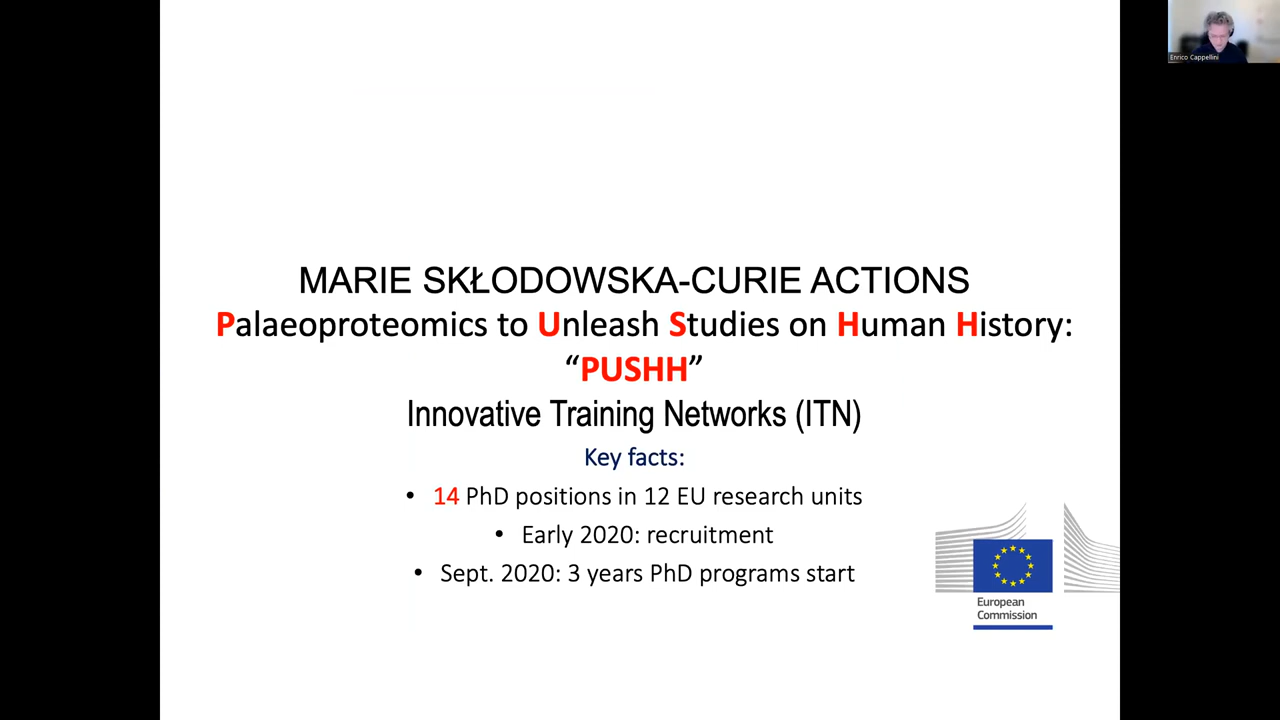 Enrico Cappellini
MARIE SKŁODOWSKA-CURIE ACTIONS
Palaeoproteomics to Unleash Studies on Human History:
“PUSHH”
Innovative Training Networks (ITN)
Key facts:
• 14 PhD positions in 12 EU research units
• Early 2020: recruitment
• Sept. 2020: 3 years PhD programs start
European
Commission